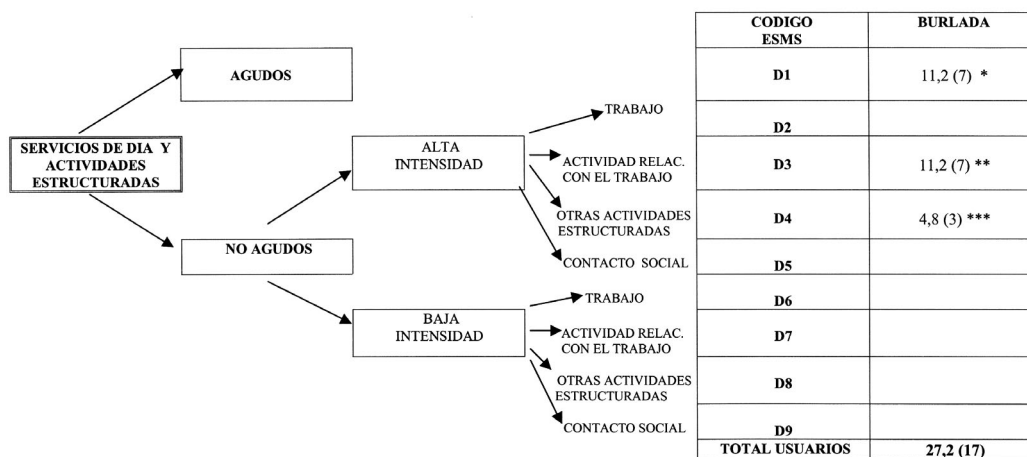 CODIGO
ESMS
BURLADA
AGUDOS
D1
11,2 (7) *
TRABAJO
D2
SERVICIOS DE DIA Y
ACTIVIDADES
ESTRUCTURADAS
ALTA
INTENSIDAD
ACTIVIDAD RELAC.
CON EL TRABAJO
D3
11,2 (7) **
OTRAS ACTIVIDADES
ESTRUCTURADAS
D4
4,8 (3) ***
NO AGUDOS
CONTACTO SOCIAL
D5
TRABAJO
D6
BAJA
INTENSIDAD
ACTIVIDAD RELAC.
CON EL TRABAJO
D7
OTRAS ACTIVIDADES
ESTRUCTURADAS
D8
CONTACTO SOCIAL
D9
TOTAL USUARIOS
27,2 (17)